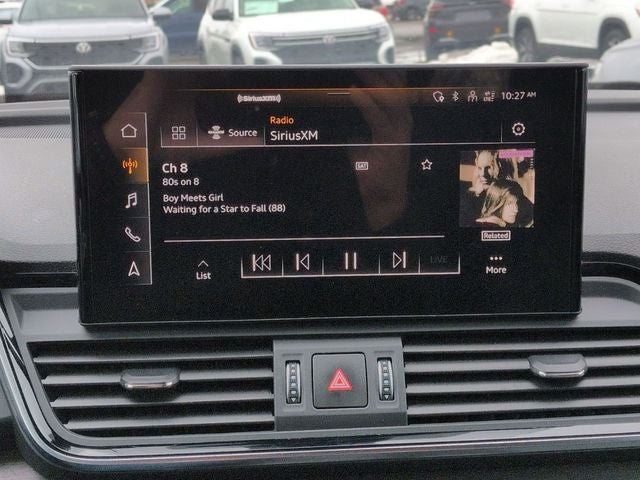 ((SiriusXM))
10:27 AM
Radio
Source
SiriusXM
Ch 8
SAT
80s on 8
Boy Meets Girl
Waiting for a Star to Fall (88)
Related
List
LIVE
More